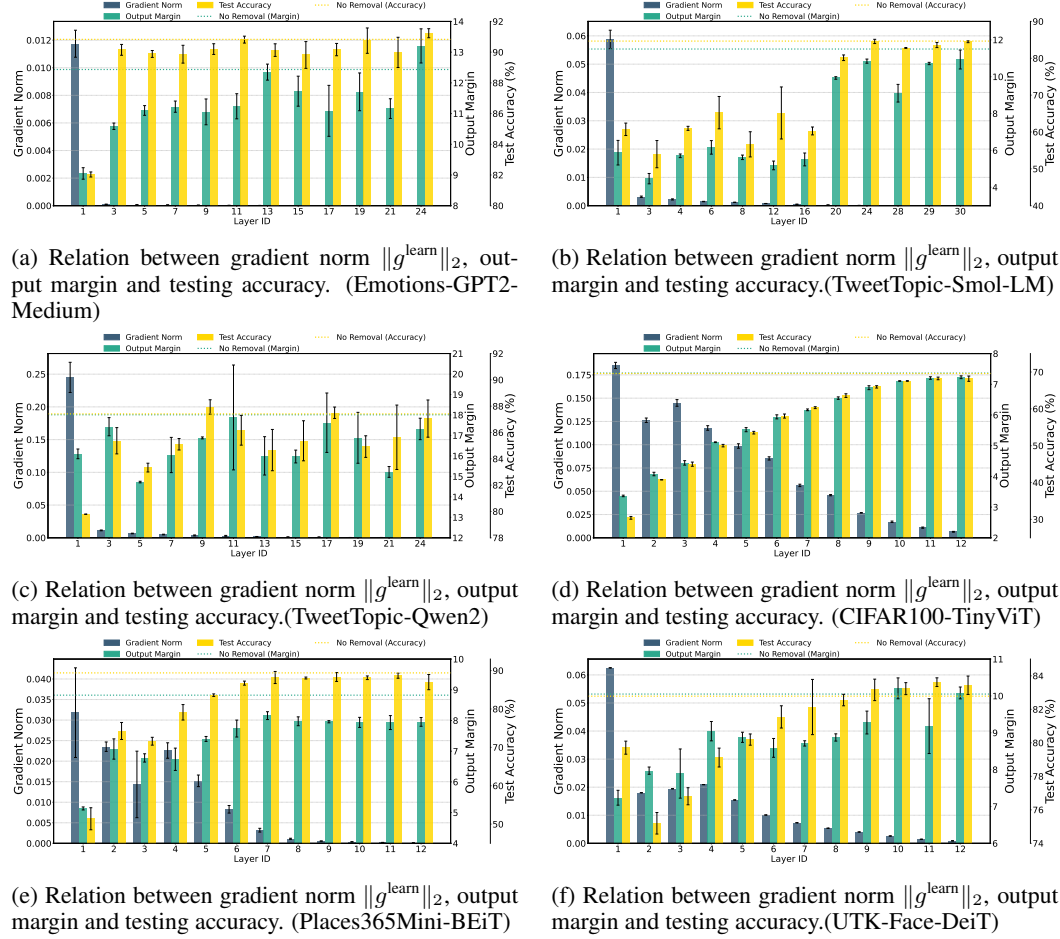 Gradient Norm Test Accuracy No Removal (Accuracy)
Output Margin No Removal (Margin)
Gradient Norm
0.012
0.010
0.008
0.006
0.004
0.002
0.000
1 3 5 7 9 11 13 15 17 19 21 24
Layer ID
14
13
12
11
10
9
8
Output Margin
92
90
88
86
84
82
80
Test Accuracy (%)
(a) Relation between gradient norm ∥g^learn∥₂, out-
put margin and testing accuracy. (Emotions-GPT2-
Medium)
Gradient Norm Test Accuracy No Removal (Accuracy)
Output Margin No Removal (Margin)
Gradient Norm
0.06
0.05
0.04
0.03
0.02
0.01
0.00
1 3 4 6 8 12 16 20 24 28 29 30
Layer ID
12
10
8
6
4
Output Margin
90
80
70
60
50
40
Test Accuracy (%)
(b) Relation between gradient norm ∥g^learn∥₂, output
margin and testing accuracy.(TweetTopic-Smol-LM)
Gradient Norm Test Accuracy No Removal (Accuracy)
Output Margin No Removal (Margin)
Gradient Norm
0.25
0.20
0.15
0.10
0.05
0.00
1 3 5 7 9 11 13 15 17 19 21 24
Layer ID
21
20
19
18
17
16
15
14
13
12
Output Margin
92
90
88
86
84
82
80
78
Test Accuracy (%)
(c) Relation between gradient norm ∥g^learn∥₂, output
margin and testing accuracy.(TweetTopic-Qwen2)
Gradient Norm Test Accuracy No Removal (Accuracy)
Output Margin No Removal (Margin)
Gradient Norm
0.175
0.150
0.125
0.100
0.075
0.050
0.025
0.000
1 2 3 4 5 6 7 8 9 10 11 12
Layer ID
8
7
6
5
4
3
2
Output Margin
70
60
50
40
30
Test Accuracy (%)
(d) Relation between gradient norm ∥g^learn∥₂, output
margin and testing accuracy. (CIFAR100-TinyViT)
Gradient Norm Test Accuracy No Removal (Accuracy)
Output Margin No Removal (Margin)
Gradient Norm
0.040
0.035
0.030
0.025
0.020
0.015
0.010
0.005
0.000
1 2 3 4 5 6 7 8 9 10 11 12
Layer ID
10
9
8
7
6
5
4
Output Margin
90
80
70
60
50
Test Accuracy (%)
(e) Relation between gradient norm ∥g^learn∥₂, output
margin and testing accuracy. (Places365Mini-BEiT)
Gradient Norm Test Accuracy No Removal (Accuracy)
Output Margin No Removal (Margin)
Gradient Norm
0.06
0.05
0.04
0.03
0.02
0.01
0.00
1 2 3 4 5 6 7 8 9 10 11 12
Layer ID
11
10
9
8
7
6
Output Margin
84
82
80
78
76
74
Test Accuracy (%)
(f) Relation between gradient norm ∥g^learn∥₂, output
margin and testing accuracy.(UTK-Face-DeiT)